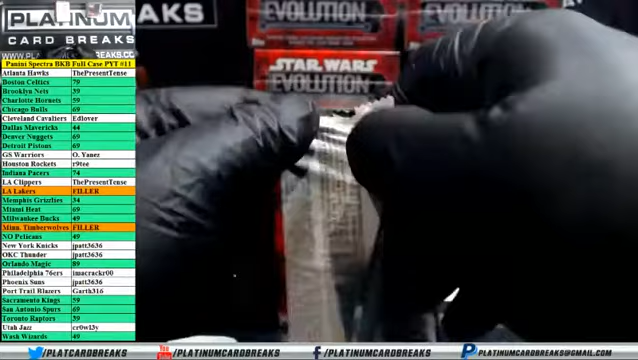 PLATINUM
CARD BREAKS
Panini Spectra BKB Full Case PYT #11
Atlanta Hawks ThePresentTense
Boston Celtics 79
Brooklyn Nets 39
Charlotte Hornets 59
Chicago Bulls 69
Cleveland Cavaliers Edlover
Dallas Mavericks 44
Denver Nuggets 69
Detroit Pistons 69
GS Warriors O. Yanez
Houston Rockets r9tee
Indiana Pacers 74
LA Clippers ThePresentTense
LA Lakers FILLER
Memphis Grizzlies 34
Miami Heat 69
Milwaukee Bucks 49
Minn. Timberwolves FILLER
NO Pelicans 49
New York Knicks jpatt3636
OKC Thunder jpatt3636
Orlando Magic 89
Philadelphia 76ers imacrackr00
Phoenix Suns jpatt3636
Port Trail Blazers Garth316
Sacramento Kings 59
San Antonio Spurs 69
Toronto Raptors 39
Utah Jazz cr0wl3y
Wash Wizards 49
BREAKS
EVOLUTION
EVOLUTION
STAR WARS
EVOLUTION
/PLATCARDBREAKS
/PLATINUMCARDBREAKS
/PLATINUMCARDBREAKS
PLATINUMCARDBREAKS@GMAIL.COM